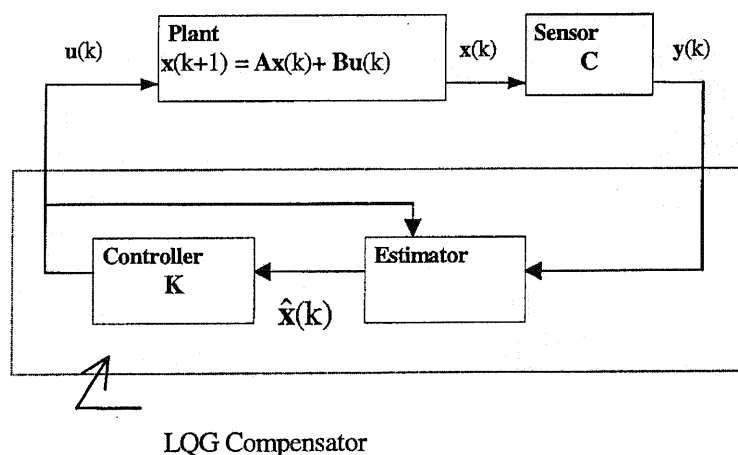 Plant
x(k+1) = Ax(k)+ Bu(k)
u(k)
x(k)
Sensor
C
y(k)
Controller
K
Estimator
x̂(k)
LQG Compensator